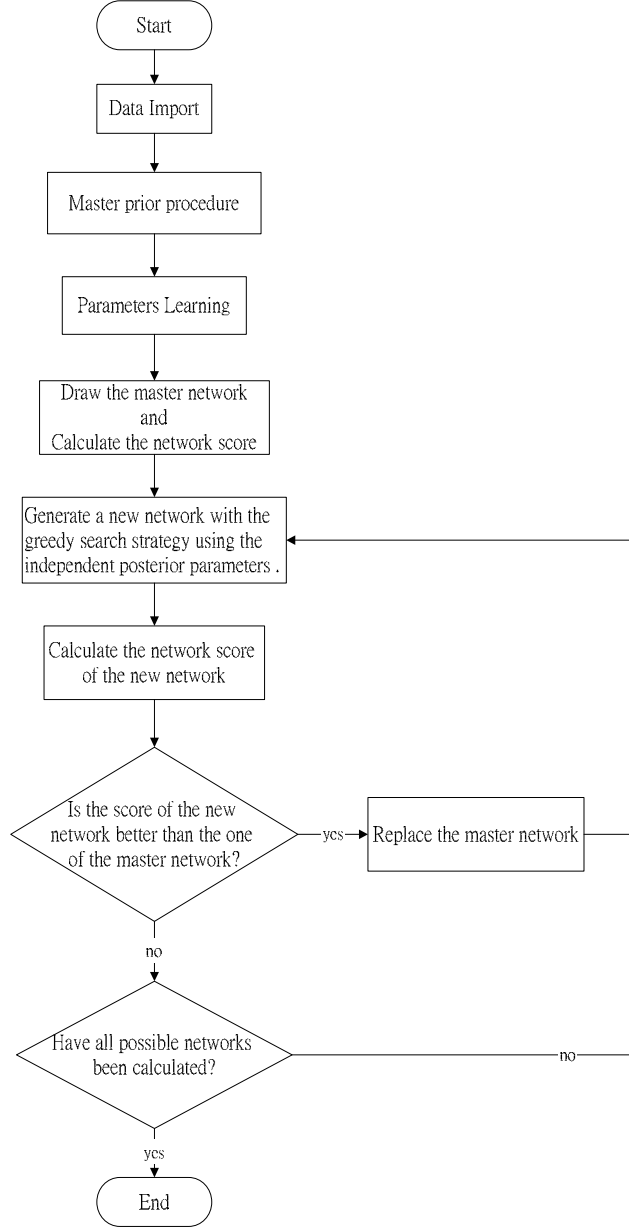 Start
Data Import
Master prior procedure
Parameters Learning
Draw the master network
and
Calculate the network score
Generate a new network with the
greedy search strategy using the
independent posterior parameters .
Calculate the network score
of the new network
Is the score of the new
network better than the one
of the master network?
yes
Replace the master network
no
Have all possible networks
been calculated?
no
yes
End